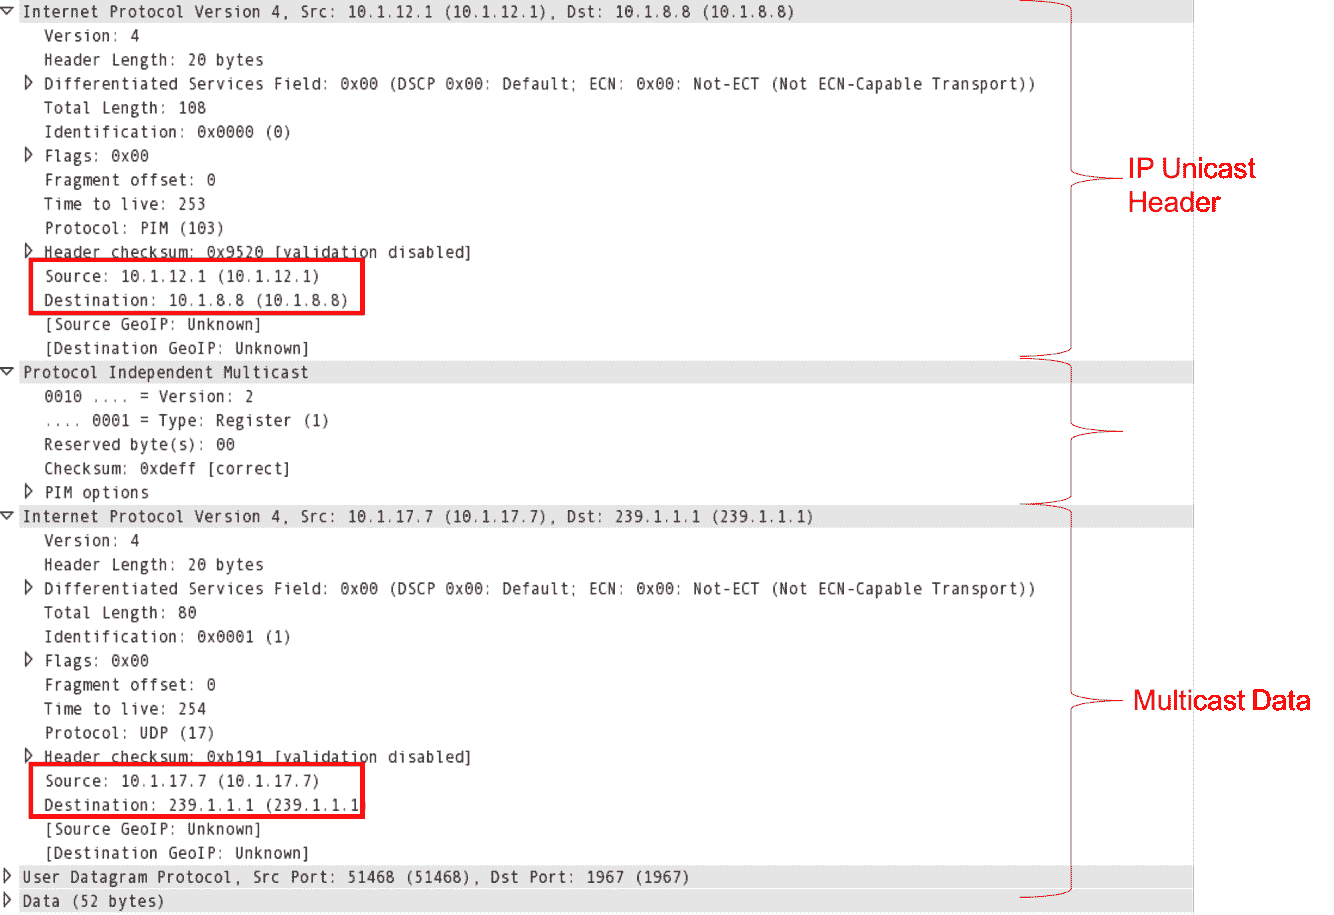 Internet Protocol Version 4, Src: 10.1.12.1 (10.1.12.1), Dst: 10.1.8.8 (10.1.8.8)
Version: 4
Header Length: 20 bytes
Differentiated Services Field: 0x00 (DSCP 0x00: Default; ECN: 0x00: Not-ECT (Not ECN-Capable Transport))
Total Length: 108
Identification: 0x0000 (0)
Flags: 0x00
Fragment offset: 0
Time to live: 253
Protocol: PIM (103)
Header checksum: 0x9520 [validation disabled]
Source: 10.1.12.1 (10.1.12.1)
Destination: 10.1.8.8 (10.1.8.8)
[Source GeoIP: Unknown]
[Destination GeoIP: Unknown]
IP Unicast
Header
Protocol Independent Multicast
0010 .... = Version: 2
.... 0001 = Type: Register (1)
Reserved byte(s): 00
Checksum: 0xdeff [correct]
PIM options
Internet Protocol Version 4, Src: 10.1.17.7 (10.1.17.7), Dst: 239.1.1.1 (239.1.1.1)
Version: 4
Header Length: 20 bytes
Differentiated Services Field: 0x00 (DSCP 0x00: Default; ECN: 0x00: Not-ECT (Not ECN-Capable Transport))
Total Length: 80
Identification: 0x0001 (1)
Flags: 0x00
Fragment offset: 0
Time to live: 254
Protocol: UDP (17)
Header checksum: 0xb191 [validation disabled]
Source: 10.1.17.7 (10.1.17.7)
Destination: 239.1.1.1 (239.1.1.1
[Source GeoIP: Unknown]
[Destination GeoIP: Unknown]
User Datagram Protocol, Src Port: 51468 (51468), Dst Port: 1967 (1967)
Data (52 bytes)
Multicast Data